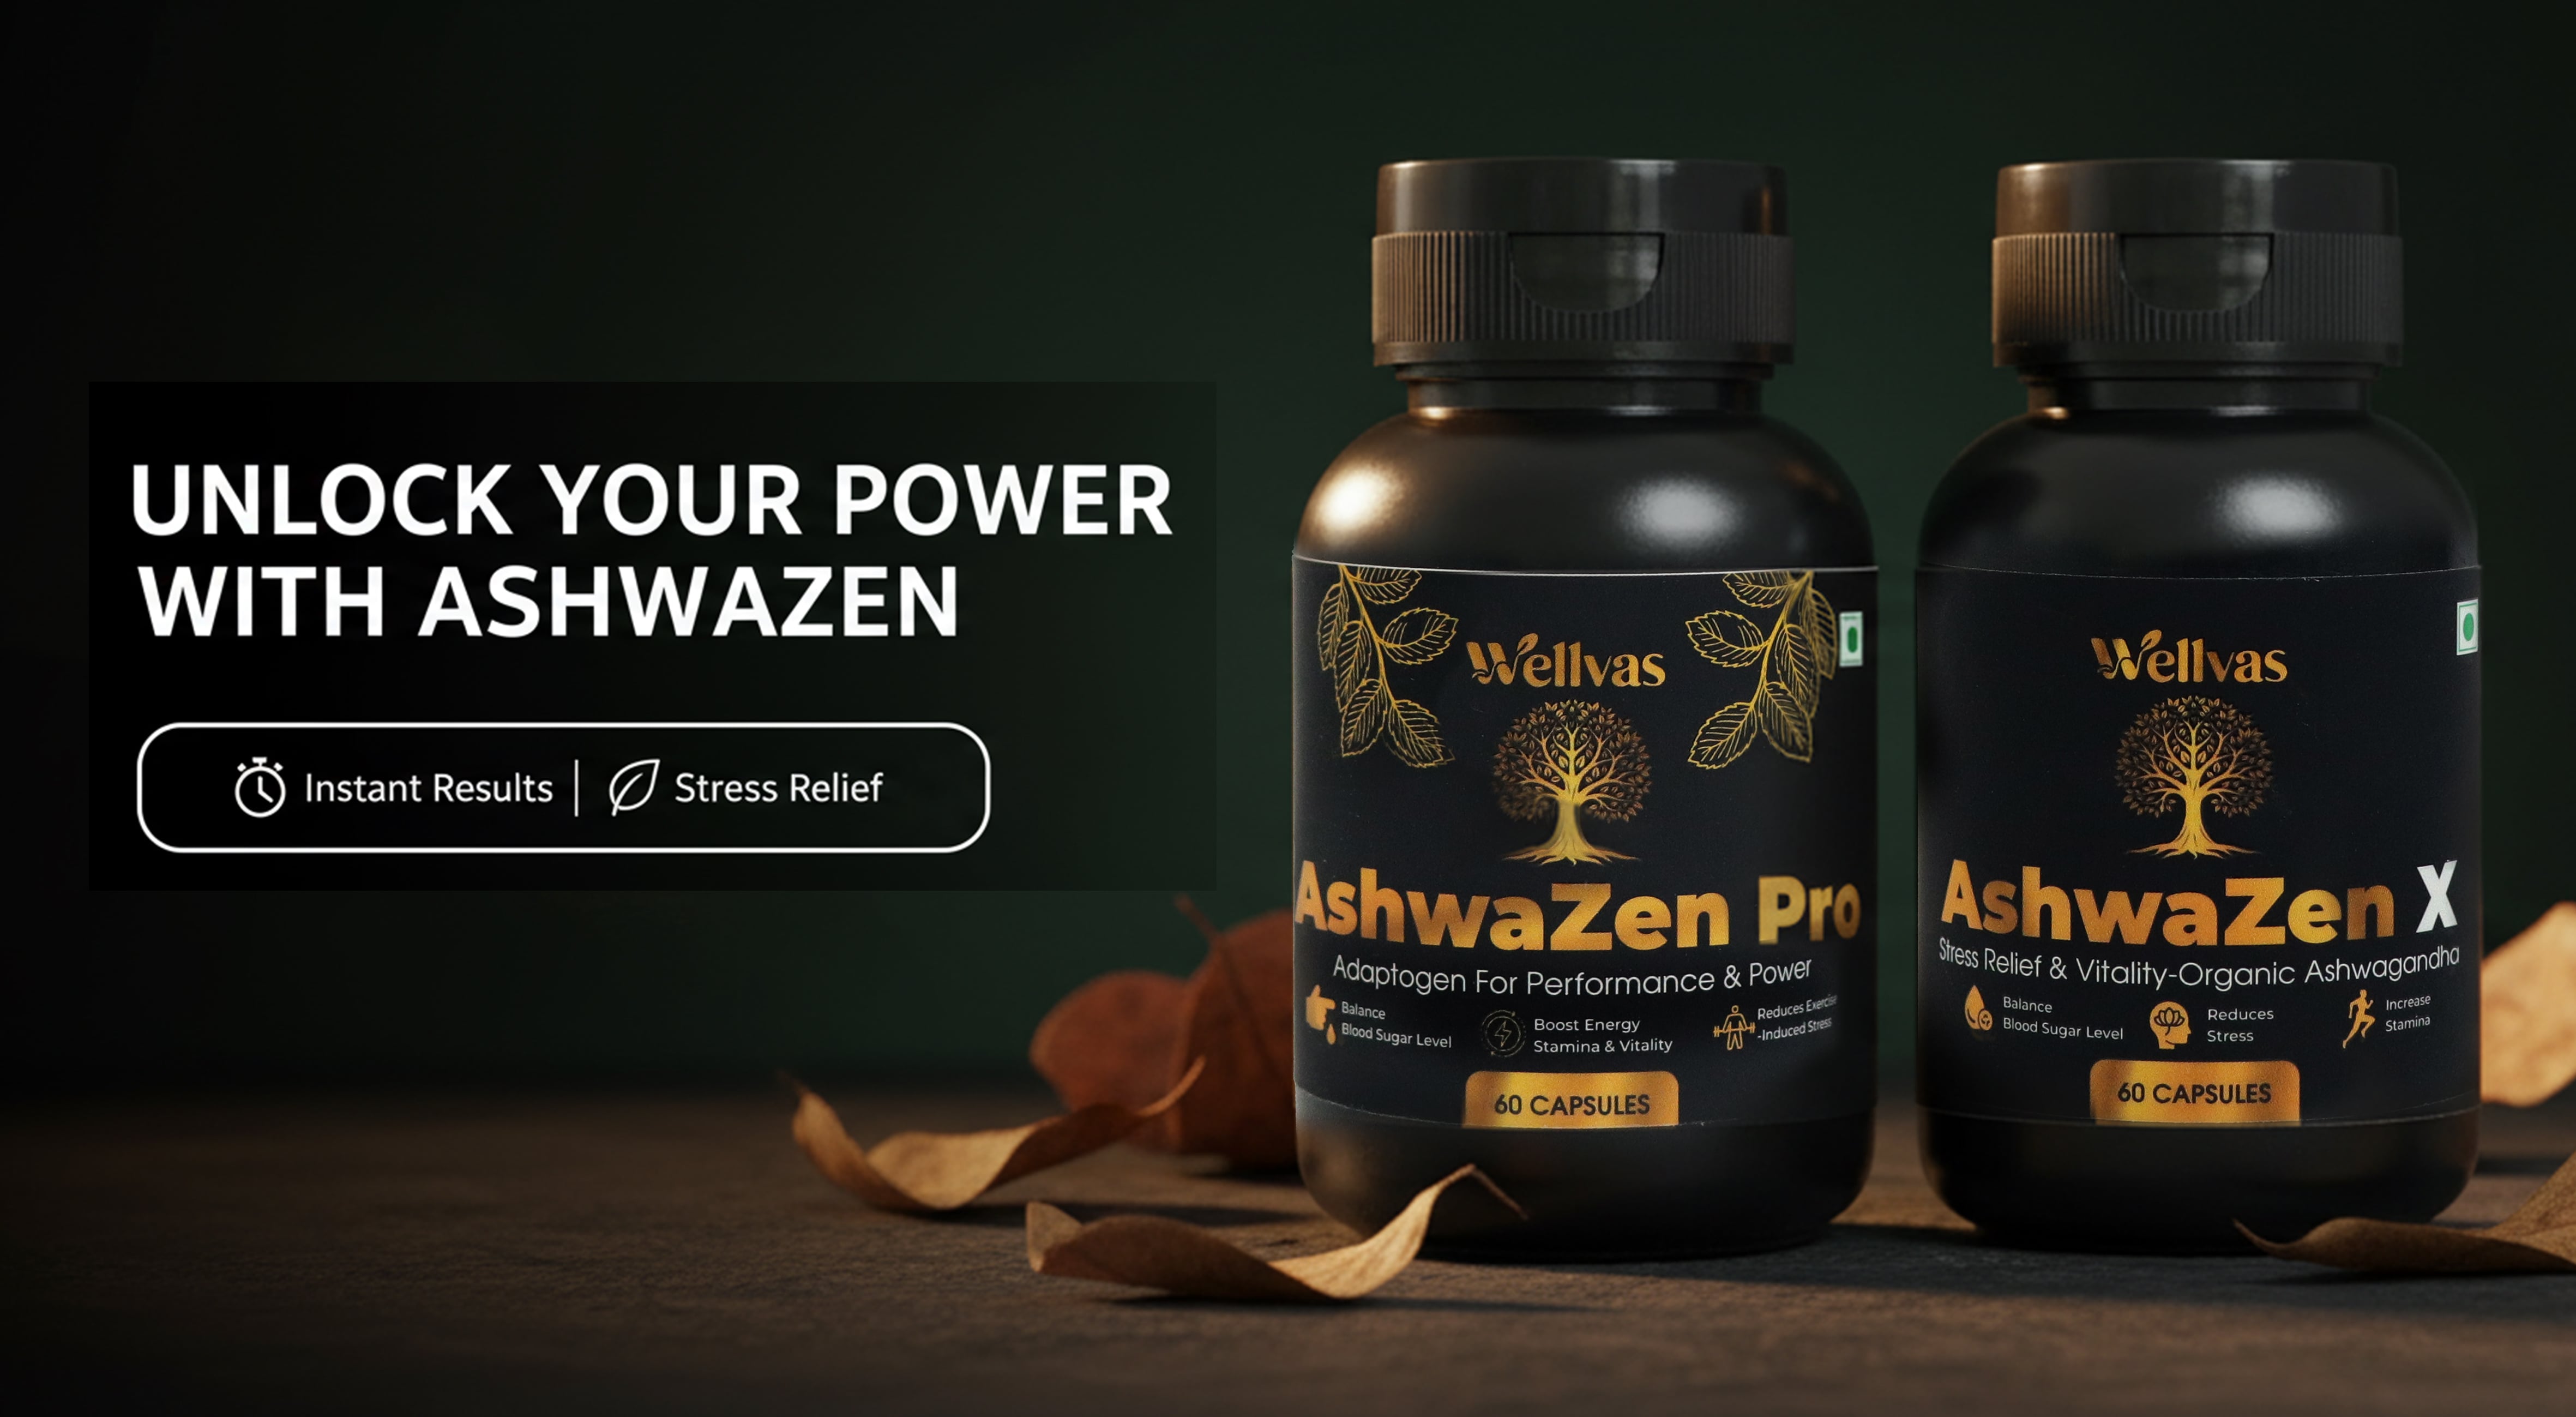 UNLOCK YOUR POWER
WITH ASHWAZEN
Instant Results | Stress Relief
Wellvas
AshwaZen Pro
Adaptogen For Performance & Power
Balance
Blood Sugar Level
Boost Energy
Stamina & Vitality
Reduces Exercise
-Induced Stress
60 CAPSULES
Wellvas
AshwaZen X
Stress Relief & Vitality-Organic Ashwagandha
Balance
Blood Sugar Level
Reduces
Stress
Increase
Stamina
60 CAPSULES